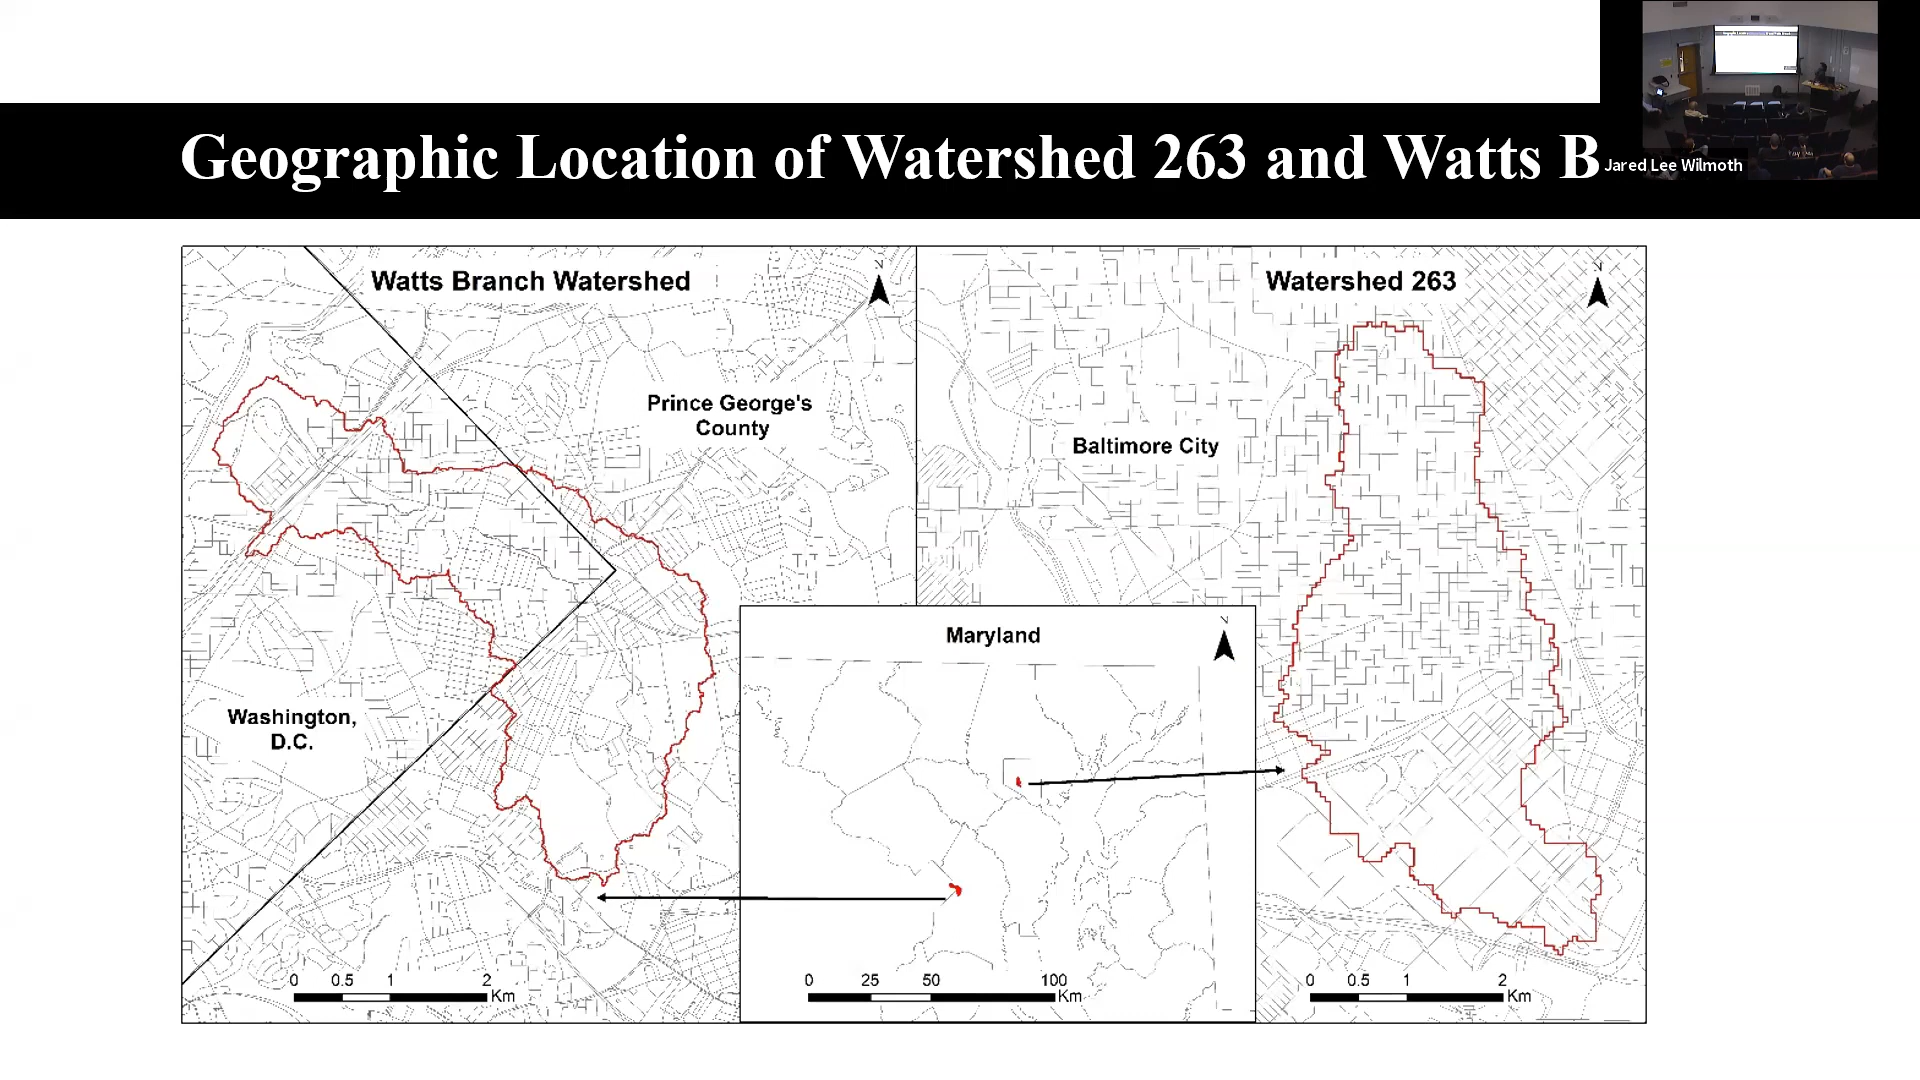 Geographic Location of Watershed 263 and Watts B
Jared Lee Wilmoth
Watts Branch Watershed
N
Prince George's
County
Washington,
D.C.
0 0.5 1 2
Km
Watershed 263
N
Baltimore City
Maryland
N
0 25 50 100
Km
0 0.5 1 2
Km